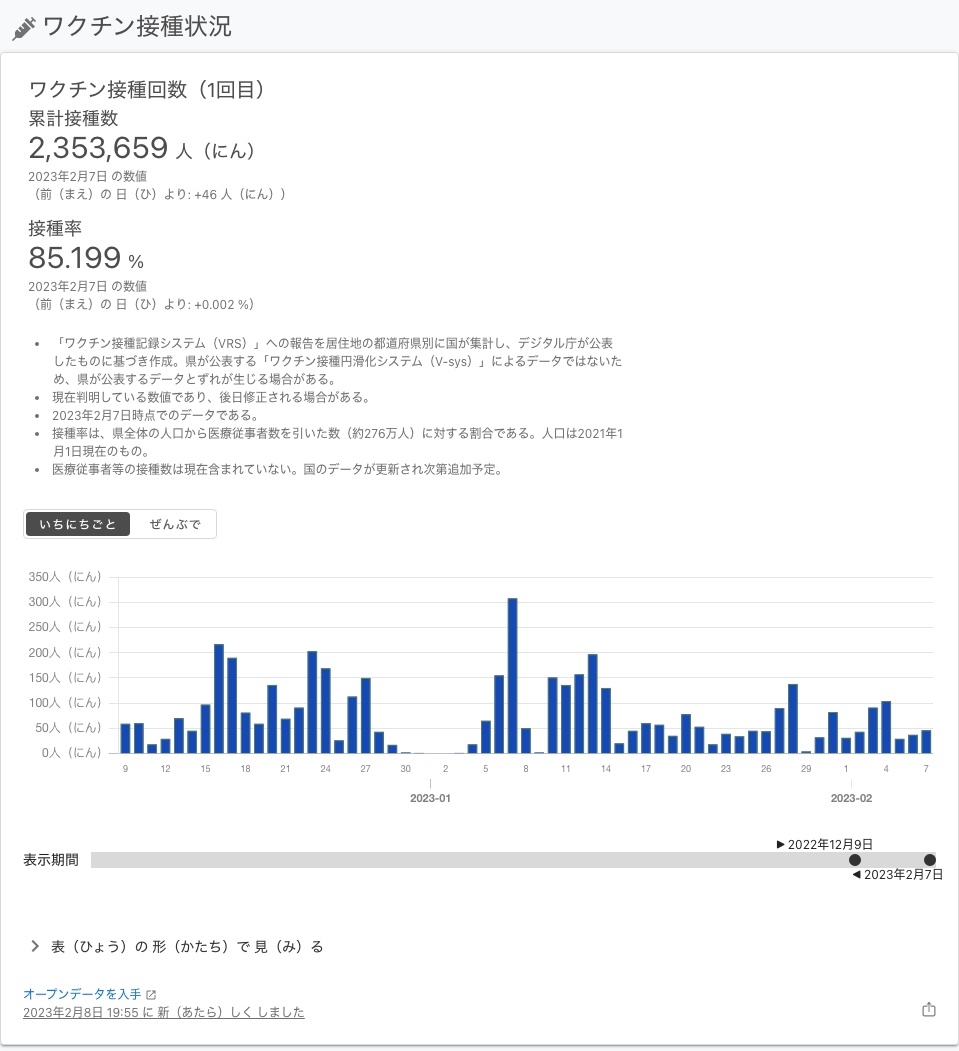 ワクチン接種状況
ワクチン接種回数（1回目）
累計接種数
2,353,659 人（にん）
2023年2月7日 の数値
（前（まえ）の 日（ひ）より: +46 人（にん））
接種率
85.199 %
2023年2月7日 の数値
（前（まえ）の 日（ひ）より: +0.002 %）
• 「ワクチン接種記録システム（VRS）」への報告を居住地の都道府県別に国が集計し、デジタル庁が公表
したものに基づき作成。県が公表する「ワクチン接種円滑化システム（V-sys）」によるデータではないた
め、県が公表するデータとずれが生じる場合がある。
• 現在判明している数値であり、後日修正される場合がある。
• 2023年2月7日時点でのデータである。
• 接種率は、県全体の人口から医療従事者数を引いた数（約276万人）に対する割合である。人口は2021年1
月1日現在のもの。
• 医療従事者等の接種数は現在含まれていない。国のデータが更新され次第追加予定。
いちにちごと ぜんぶで
350人（にん）
300人（にん）
250人（にん）
200人（にん）
150人（にん）
100人（にん）
50人（にん）
0人（にん）
9 12 15 18 21 24 27 30 2 5 8 11 14 17 20 23 26 29 1 4 7
2023-01 2023-02
2022年12月9日
表示期間
2023年2月7日
表（ひょう）の 形（かたち）で 見（み）る
オープンデータを入手
2023年2月8日 19:55 に 新（あたら）しく しました